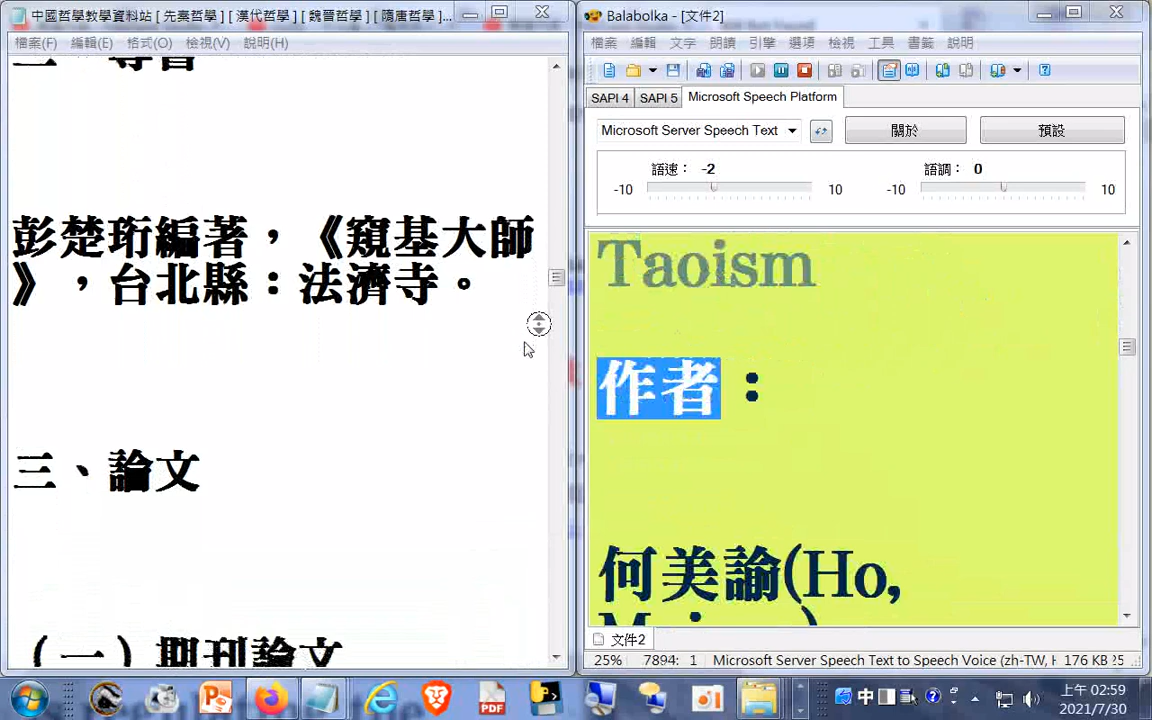 中國哲學教學資料站 [ 先秦哲學 ] [ 漢代哲學 ] [ 魏晉哲學 ] [ 隋唐哲學 ]...
檔案(F) 編輯(E) 格式(O) 檢視(V) 說明(H)
二、專書
彭楚珩編著，《窺基大師
》，台北縣：法濟寺。
三、論文
（一）期刊論文
Balabolka - [文件2]
檔案 編輯 文字 朗讀 引擎 選項 檢視 工具 書籤 說明
SAPI 4 SAPI 5 Microsoft Speech Platform
Microsoft Server Speech Text 關於 預設
語速： -2 語調： 0
-10 10 -10 10
Taoism
作者：
何美諭(Ho,
文件2
25% 7894: 1 Microsoft Server Speech Text to Speech Voice (zh-TW, H 176 KB 25
中
上午 02:59
2021/7/30